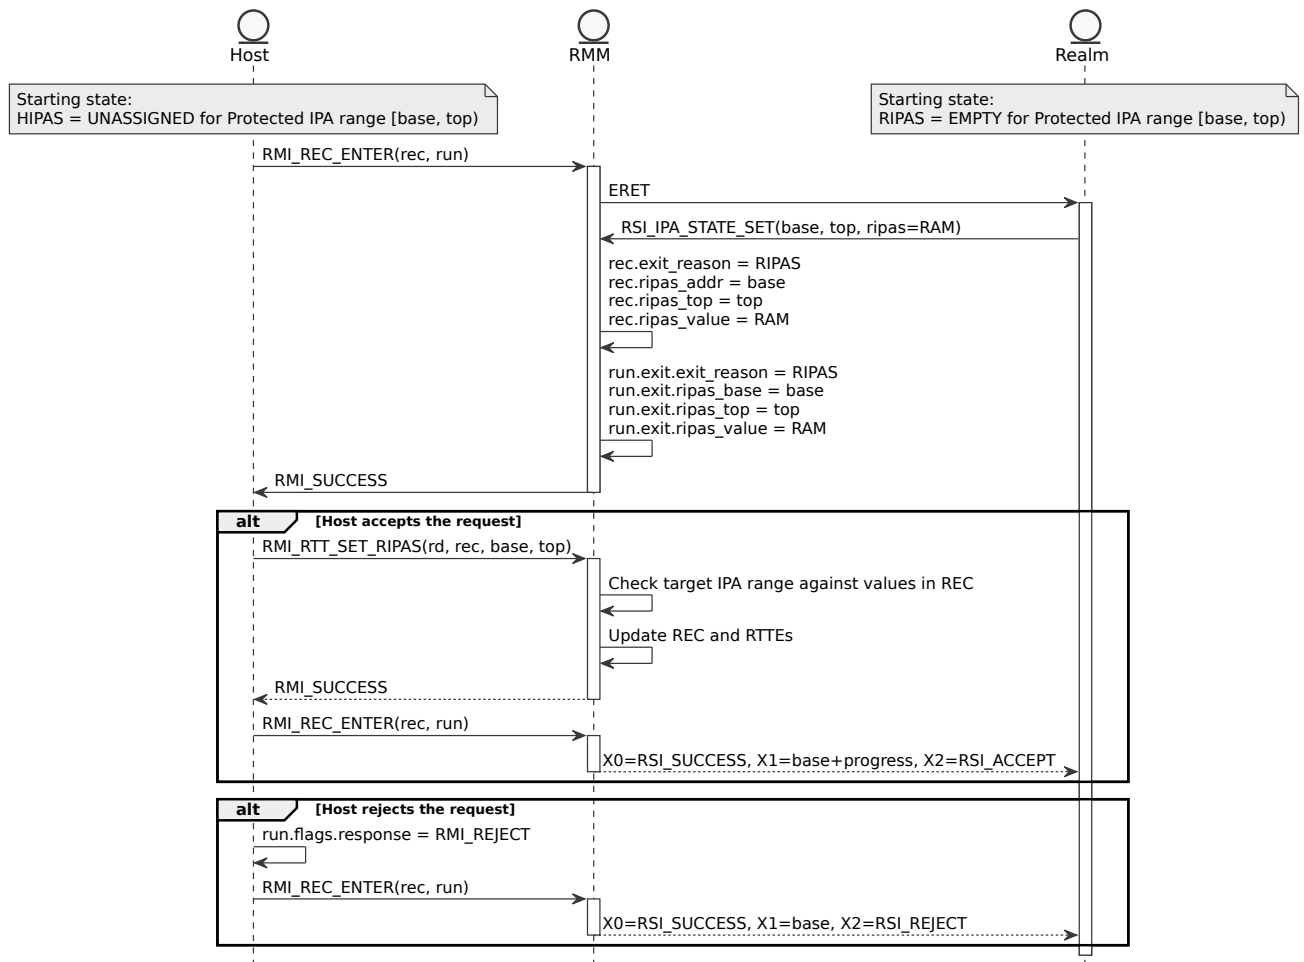 Host
RMM
Realm
Starting state:
HIPAS = UNASSIGNED for Protected IPA range [base, top)
Starting state:
RIPAS = EMPTY for Protected IPA range [base, top)
RMI_REC_ENTER(rec, run)
ERET
RSI_IPA_STATE_SET(base, top, ripas=RAM)
rec.exit_reason = RIPAS
rec.ripas_addr = base
rec.ripas_top = top
rec.ripas_value = RAM
run.exit.exit_reason = RIPAS
run.exit.ripas_base = base
run.exit.ripas_top = top
run.exit.ripas_value = RAM
RMI_SUCCESS
alt [Host accepts the request]
RMI_RTT_SET_RIPAS(rd, rec, base, top)
Check target IPA range against values in REC
Update REC and RTTEs
RMI_SUCCESS
RMI_REC_ENTER(rec, run)
X0=RSI_SUCCESS, X1=base+progress, X2=RSI_ACCEPT
alt [Host rejects the request]
run.flags.response = RMI_REJECT
RMI_REC_ENTER(rec, run)
X0=RSI_SUCCESS, X1=base, X2=RSI_REJECT